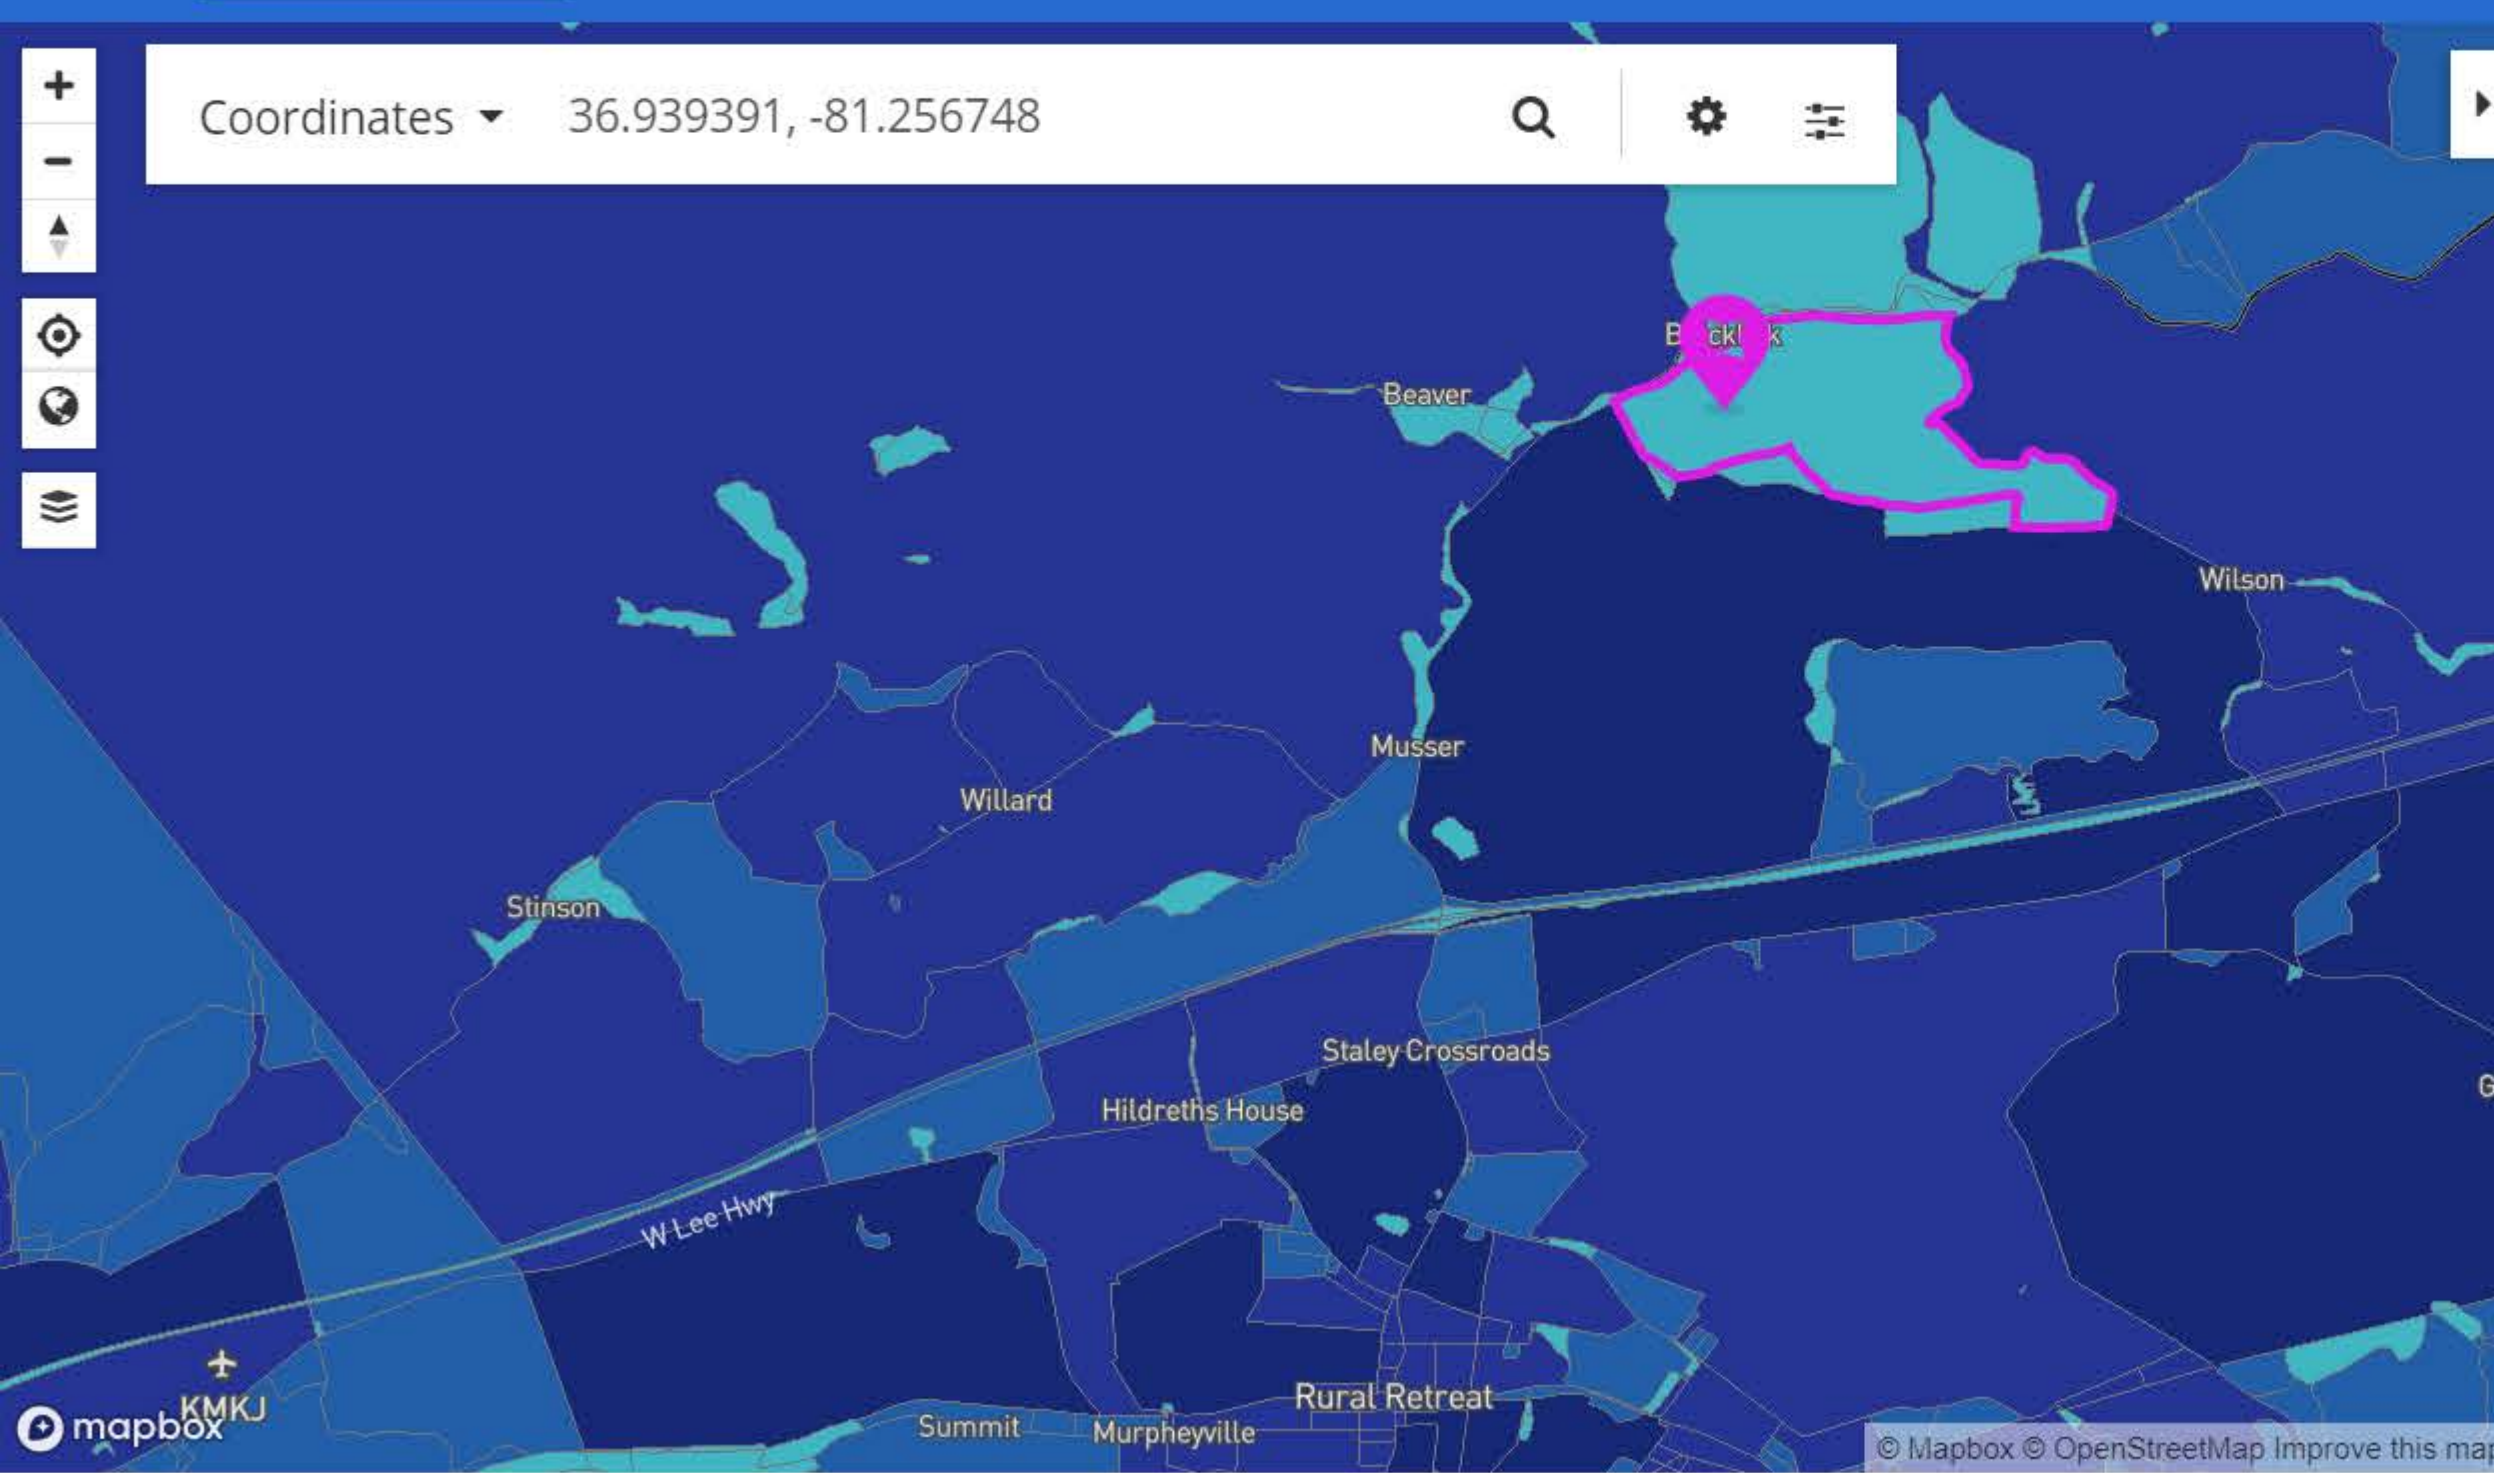 Coordinates 36.939391, -81.256748
Beaver
Wilson
Musser
Willard
Stinson
Staley Crossroads
Hildreths House
W Lee Hwy
KMKJ
Rural Retreat
Summit
Murpheyville
mapbox
© Mapbox © OpenStreetMap Improve this map